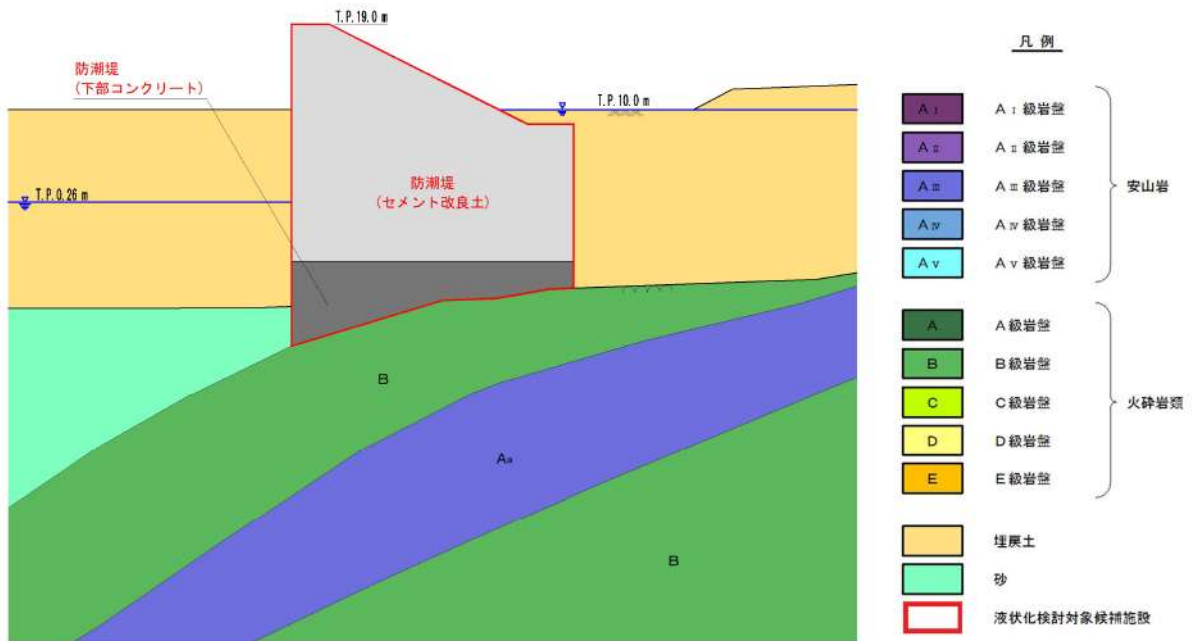 T.P.19.0 m
防潮堤
(下部コンクリート)
T.P.10.0 m
防潮堤
(セメント改良土)
T.P.0.26 m
B
Aa
B
凡 例
AⅠ AⅠ級岩盤
AⅡ AⅡ級岩盤
AⅢ AⅢ級岩盤
AⅣ AⅣ級岩盤
AⅤ AⅤ級岩盤
安山岩
A A級岩盤
B B級岩盤
C C級岩盤
D D級岩盤
E E級岩盤
火砕岩類
埋戻土
砂
液状化検討対象候補施設